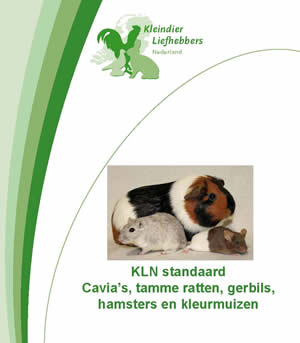 Kleindier
Liefhebbers
Nederland
KLN standaard
Cavia's, tamme ratten, gerbils,
hamsters en kleurmuizen